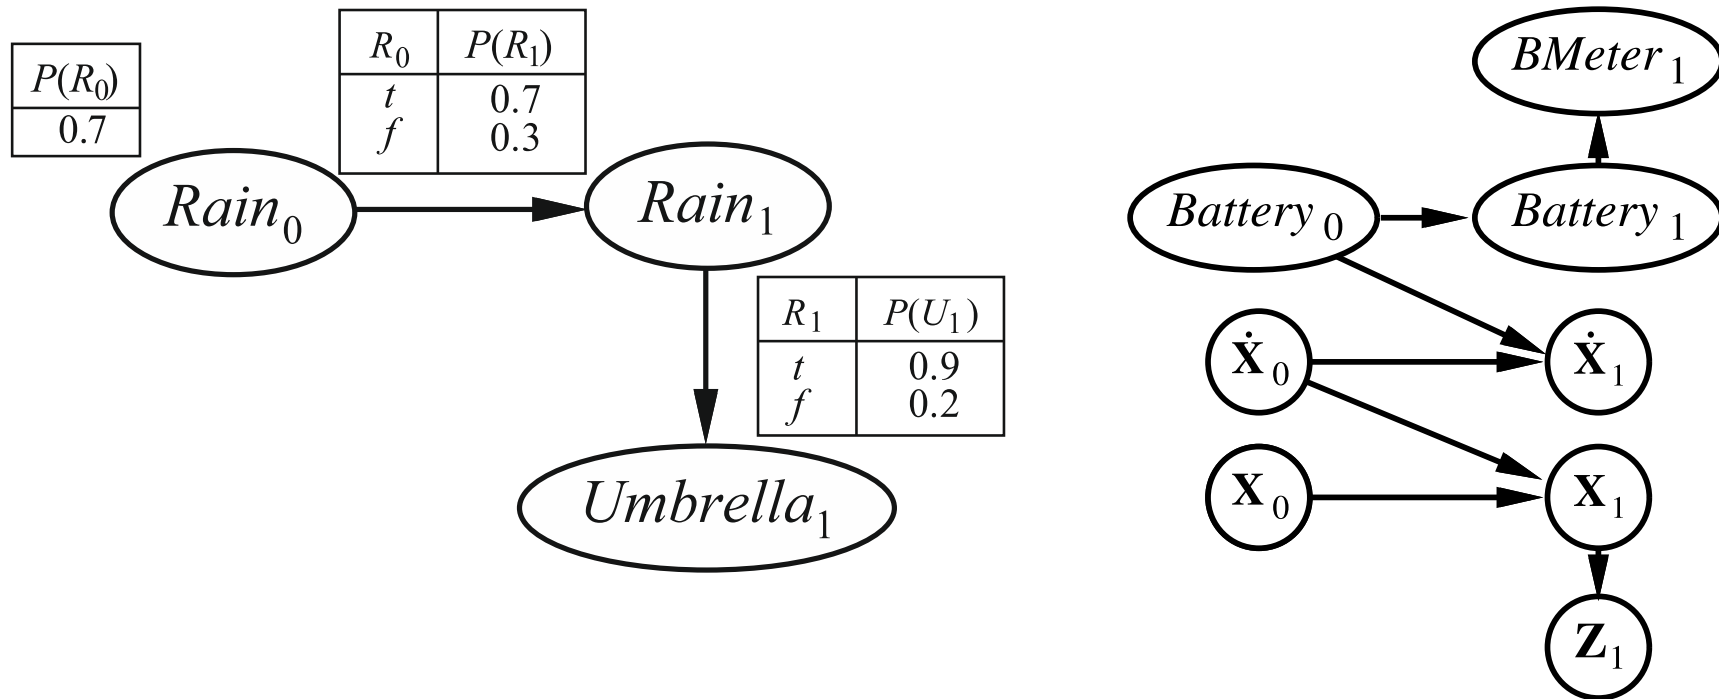 P(R₀)
0.7
R₀ P(R₁)
t 0.7
f 0.3
Rain₀
Rain₁
R₁ P(U₁)
t 0.9
f 0.2
Umbrella₁
BMeter₁
Battery₀
Battery₁
Ẋ₀
Ẋ₁
X₀
X₁
Z₁